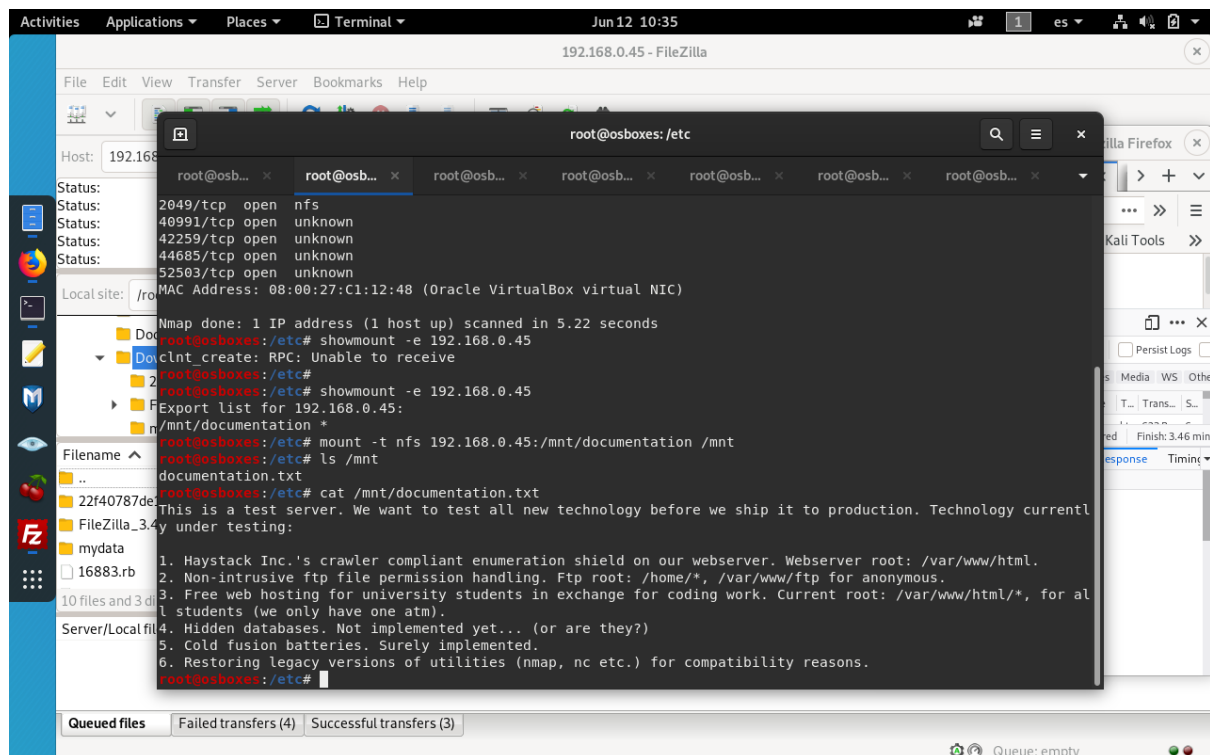 Activities Applications Places Terminal Jun 12 10:35 1 es
192.168.0.45 - FileZilla
File Edit View Transfer Server Bookmarks Help
root@osboxes: /etc
illa Firefox
Host: 192.168
root@osb... root@osb... root@osb... root@osb... root@osb... root@osb... root@osb...
Status:
Status:
Status:
Status:
Status:
Kali Tools
2049/tcp open nfs
40991/tcp open unknown
42259/tcp open unknown
44685/tcp open unknown
52503/tcp open unknown
MAC Address: 08:00:27:C1:12:48 (Oracle VirtualBox virtual NIC)
Local site: /ro
Nmap done: 1 IP address (1 host up) scanned in 5.22 seconds
root@osboxes:/etc# showmount -e 192.168.0.45
clnt_create: RPC: Unable to receive
root@osboxes:/etc#
root@osboxes:/etc# showmount -e 192.168.0.45
Export list for 192.168.0.45:
/mnt/documentation *
root@osboxes:/etc# mount -t nfs 192.168.0.45:/mnt/documentation /mnt
root@osboxes:/etc# ls /mnt
documentation.txt
root@osboxes:/etc# cat /mnt/documentation.txt
This is a test server. We want to test all new technology before we ship it to production. Technology currentl
y under testing:
1. Haystack Inc.'s crawler compliant enumeration shield on our webserver. Webserver root: /var/www/html.
2. Non-intrusive ftp file permission handling. Ftp root: /home/*, /var/www/ftp for anonymous.
3. Free web hosting for university students in exchange for coding work. Current root: /var/www/html/*, for al
l students (we only have one atm).
4. Hidden databases. Not implemented yet... (or are they?)
5. Cold fusion batteries. Surely implemented.
6. Restoring legacy versions of utilities (nmap, nc etc.) for compatibility reasons.
root@osboxes:/etc#
Doc
Dov
2
F
m
Persist Logs
s Media WS Othe
T... Trans... S...
red Finish: 3.46 min
esponse Timing
Filename
..
22f40787de
FileZilla_3.4
mydata
16883.rb
10 files and 3 di
Server/Local fil
Queued files Failed transfers (4) Successful transfers (3)
Queue: empty